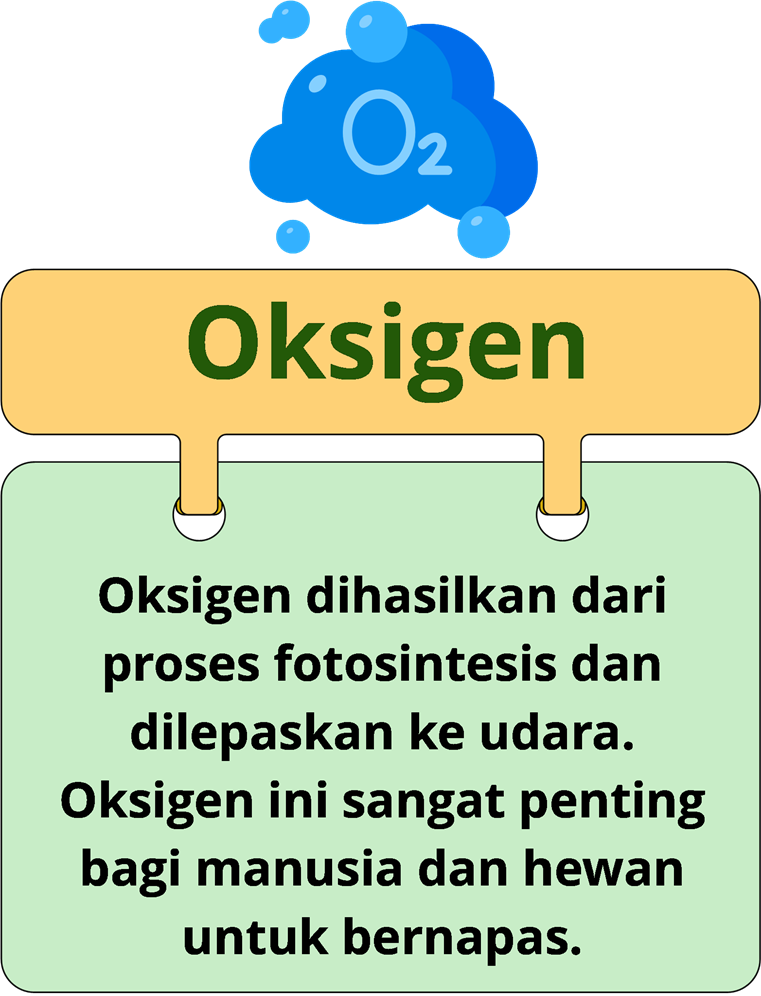 O₂
Oksigen
Oksigen dihasilkan dari
proses fotosintesis dan
dilepaskan ke udara.
Oksigen ini sangat penting
bagi manusia dan hewan
untuk bernapas.